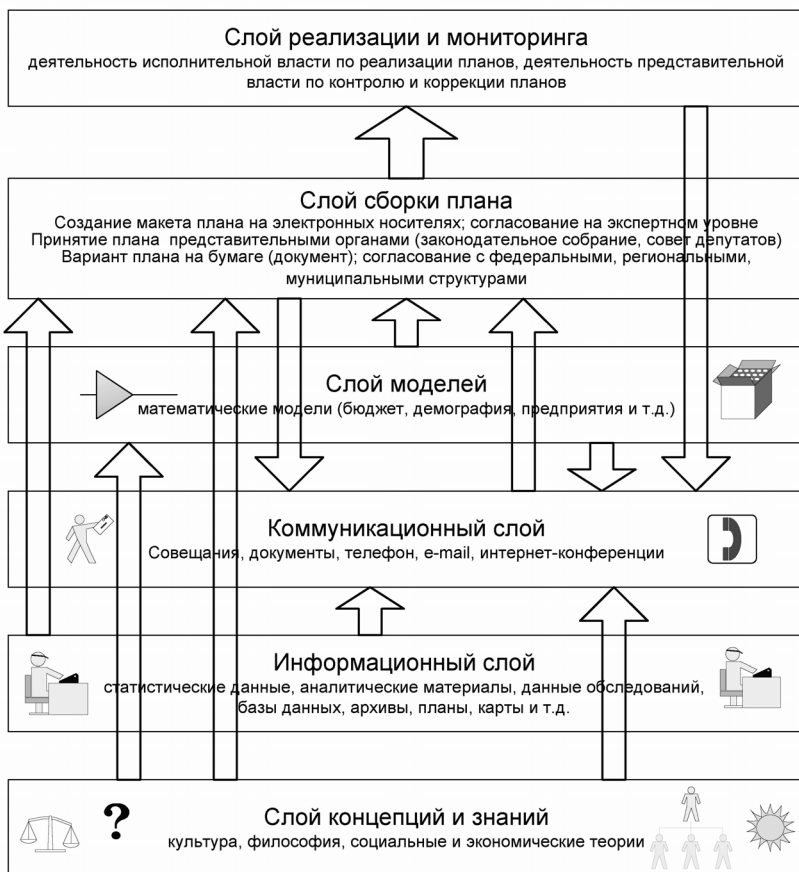 Слой реализации и мониторинга
деятельность исполнительной власти по реализации планов, деятельность представительной
власти по контролю и коррекции планов
Слой сборки плана
Создание макета плана на электронных носителях; согласование на экспертном уровне
Принятие плана представительными органами (законодательное собрание, совет депутатов)
Вариант плана на бумаге (документ); согласование с федеральными, региональными,
муниципальными структурами
Слой моделей
математические модели (бюджет, демография, предприятия и т.д.)
Коммуникационный слой
Совещания, документы, телефон, e-mail, интернет-конференции
Информационный слой
статистические данные, аналитические материалы, данные обследований,
базы данных, архивы, планы, карты и т.д.
?
Слой концепций и знаний
культура, философия, социальные и экономические теории